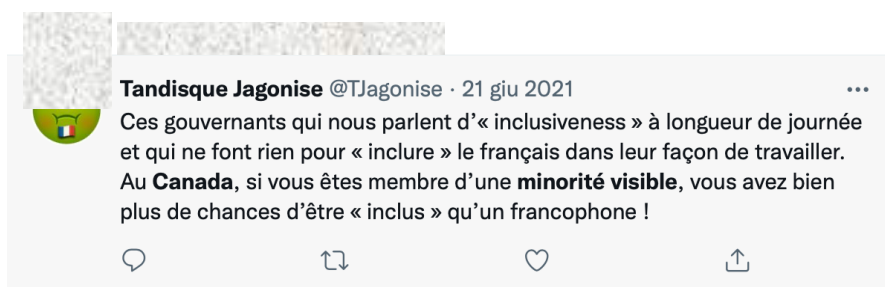 Tandisque Jagonise @TJagonise · 21 giu 2021
Ces gouvernants qui nous parlent d’« inclusiveness » à longueur de journée
et qui ne font rien pour « inclure » le français dans leur façon de travailler.
Au Canada, si vous êtes membre d’une minorité visible, vous avez bien
plus de chances d’être « inclus » qu’un francophone !